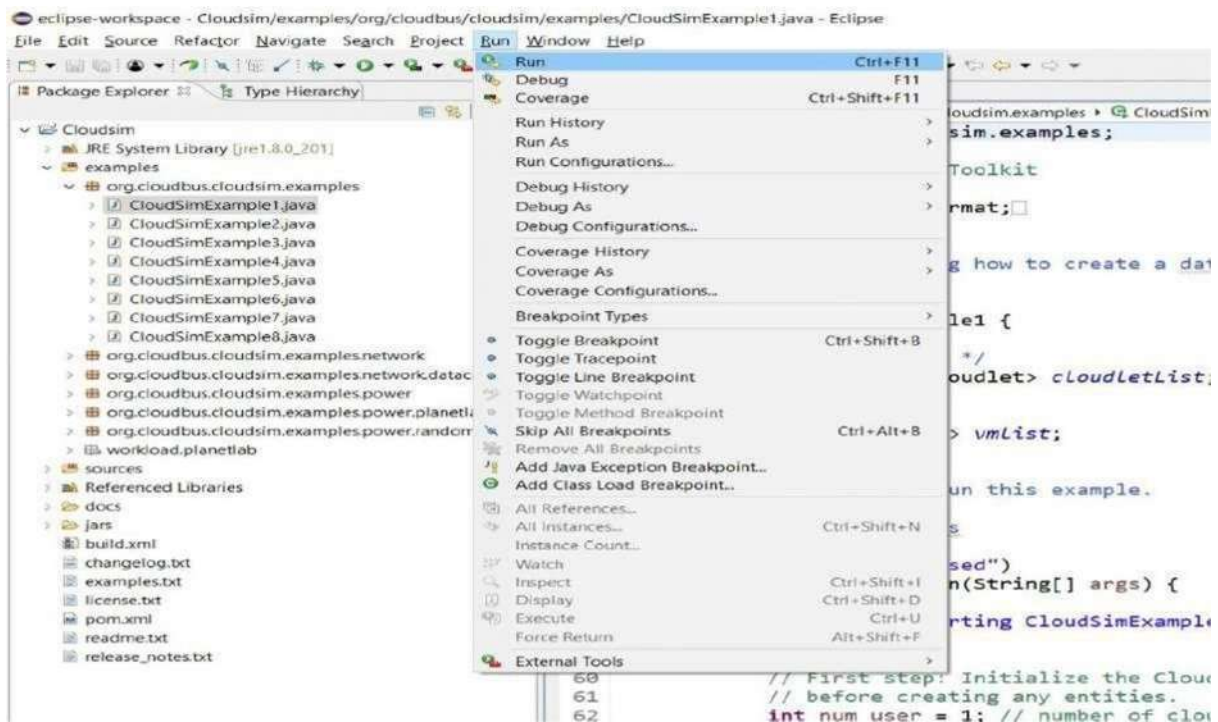 eclipse-workspace - Cloudsim/examples/org/cloudbus/cloudsim/examples/CloudSimExample1.java - Eclipse
File Edit Source Refactor Navigate Search Project Run Window Help
Package Explorer Type Hierarchy
Cloudsim
JRE System Library [jre1.8.0_201]
examples
org.cloudbus.cloudsim.examples
CloudSimExample1.java
CloudSimExample2.java
CloudSimExample3.java
CloudSimExample4.java
CloudSimExample5.java
CloudSimExample6.java
CloudSimExample7.java
CloudSimExample8.java
org.cloudbus.cloudsim.examples.network
org.cloudbus.cloudsim.examples.network.datac
org.cloudbus.cloudsim.examples.power
org.cloudbus.cloudsim.examples.power.planetla
org.cloudbus.cloudsim.examples.power.random
workload.planetlab
sources
Referenced Libraries
docs
jars
build.xml
changelog.txt
examples.txt
license.txt
pom.xml
readme.txt
release_notes.txt
Run Ctrl+F11
Debug F11
Coverage Ctrl+Shift+F11
Run History
Run As
Run Configurations...
Debug History
Debug As
Debug Configurations...
Coverage History
Coverage As
Coverage Configurations...
Breakpoint Types
Toggle Breakpoint Ctrl+Shift+B
Toggle Tracepoint
Toggle Line Breakpoint
Toggle Watchpoint
Toggle Method Breakpoint
Skip All Breakpoints Ctrl+Alt+B
Remove All Breakpoints
Add Java Exception Breakpoint...
Add Class Load Breakpoint...
All References...
All Instances... Ctrl+Shift+N
Instance Count...
Watch
Inspect Ctrl+Shift+I
Display Ctrl+Shift+D
Execute Ctrl+U
Force Return Alt+Shift+F
External Tools
oudsim.examples CloudSim
sim.examples;
Toolkit
rmat;
g how to create a dat
le1 {
*/
oudlet> cloudletList;
> vmList;
un this example.
s
sed")
n(String[] args) {
rting CloudSimExample
60 // First step: Initialize the Cloud
61 // before creating any entities.
62 int num_user = 1; // number of clou